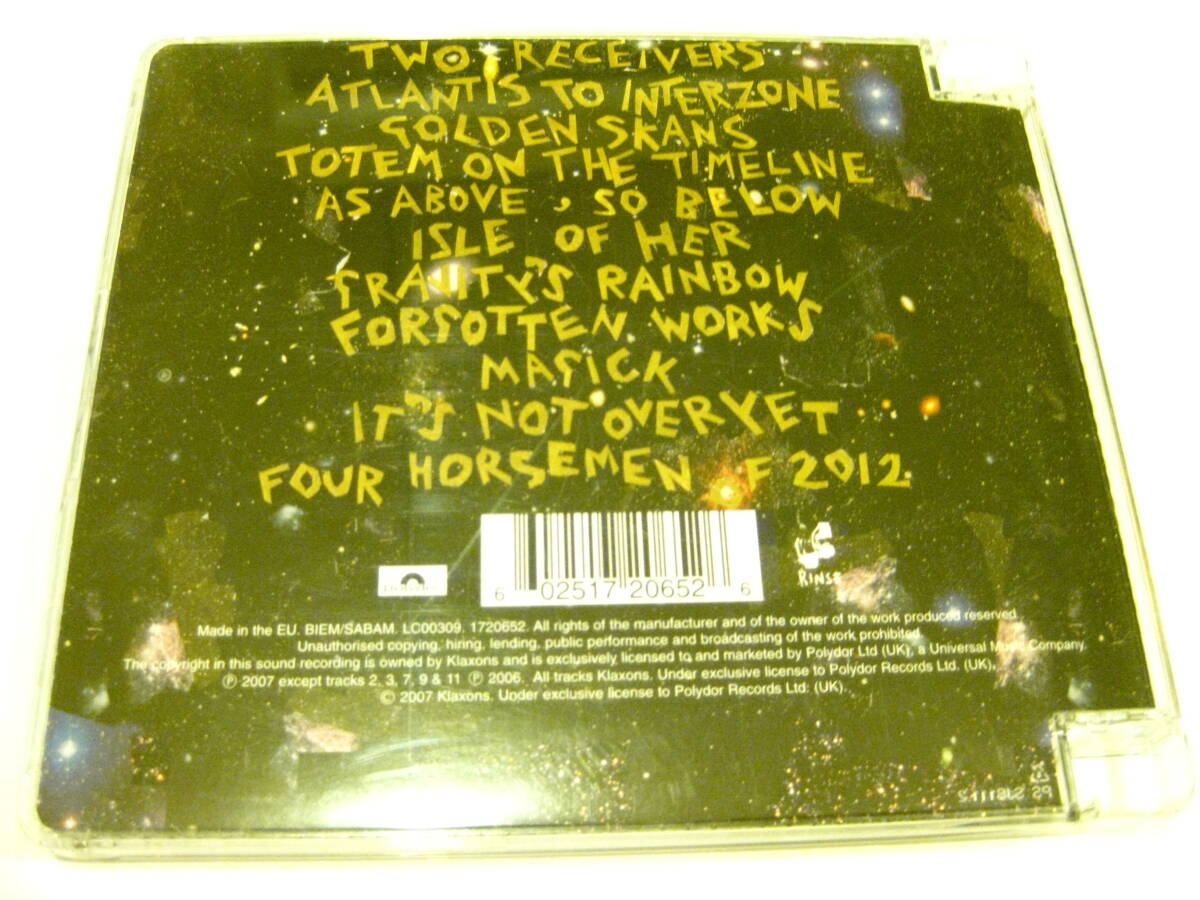 TWO RECEIVERS
ATLANTIS TO INTERZONE
GOLDEN SKANS
TOTEM ON THE TIMELINE
AS ABOVE, SO BELOW
ISLE OF HER
GRAVITY'S RAINBOW
FORGOTTEN WORKS
MAGICK
IT'S NOT OVER YET
FOUR HORSEMEN OF 2012
6 02517 20652 6
Polydor
RINSE
Made in the EU. BIEM/SABAM. LC00309. 1720652. All rights of the manufacturer and of the owner of the work produced reserved.
Unauthorised copying, hiring, lending, public performance and broadcasting of the work prohibited.
The copyright in this sound recording is owned by Klaxons and is exclusively licensed to and marketed by Polydor Ltd (UK), a Universal Music Company.
℗ 2007 except tracks 2, 3, 7, 9 & 11 ℗ 2006. All tracks Klaxons. Under exclusive license to Polydor Records Ltd. (UK).
© 2007 Klaxons. Under exclusive license to Polydor Records Ltd. (UK).